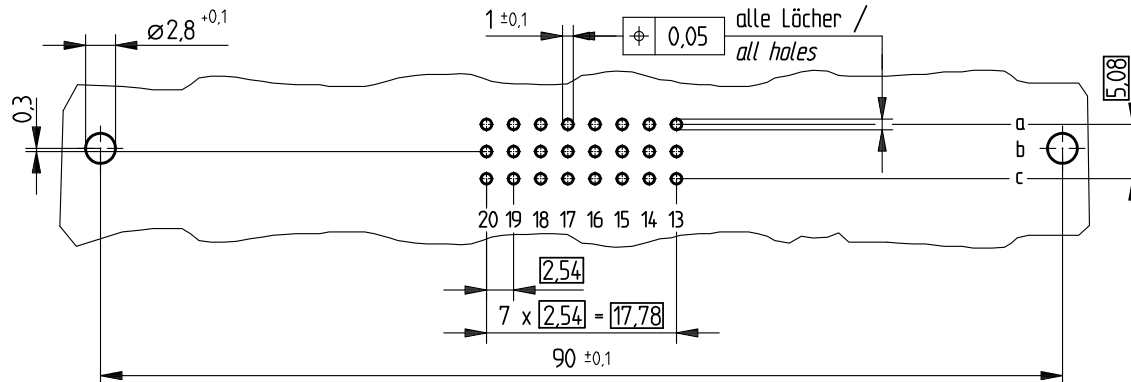 ⌀2,8 +0,1
1 ±0,1
0,05
alle Löcher /
all holes
5,08
0,3
a
b
c
20 19 18 17 16 15 14 13
2,54
7 x 2,54 = 17,78
90 ±0,1